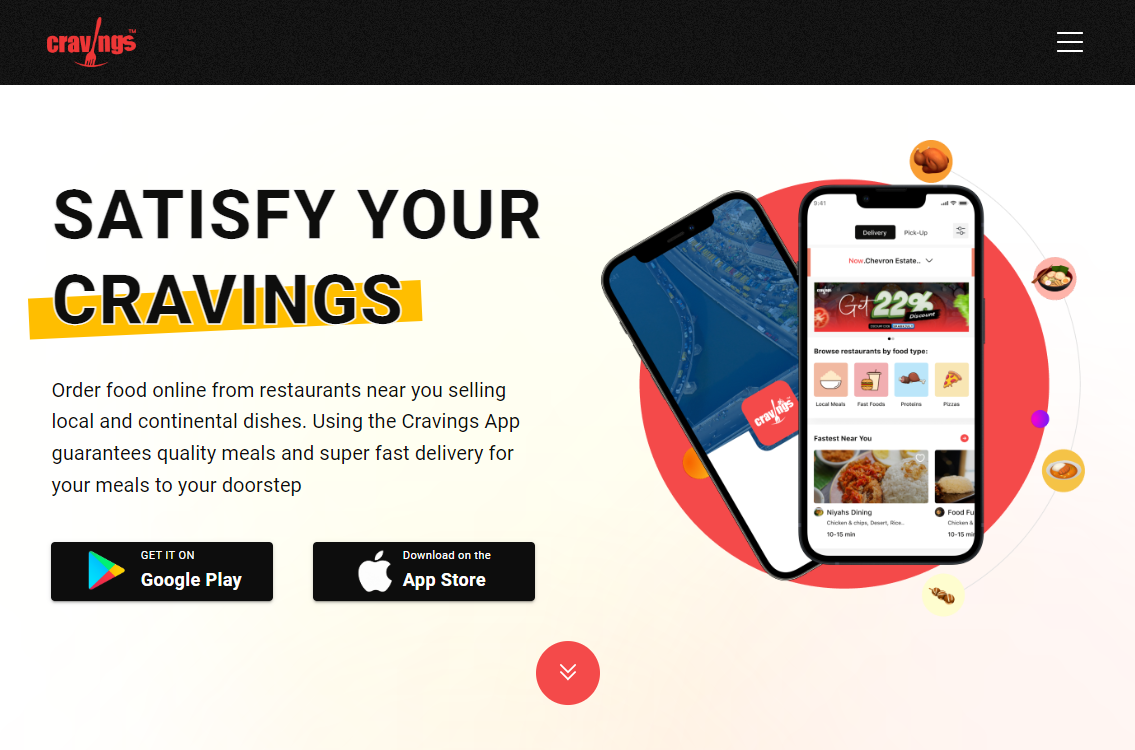 cravings™
SATISFY YOUR
CRAVINGS
Order food online from restaurants near you selling
local and continental dishes. Using the Cravings App
guarantees quality meals and super fast delivery for
your meals to your doorstep
GET IT ON
Google Play
Download on the
App Store
cravings
9:41
Delivery
Pick-Up
Now.Chevron Estate..
Get 22%
Discount
Browse restaurants by food type:
Local Meals
Fast Foods
Proteins
Pizzas
Fastest Near You
Niyahs Dining
Chicken & chips, Desert, Rice..
10-15 min
Food Fu
Chicken &
10-15 min